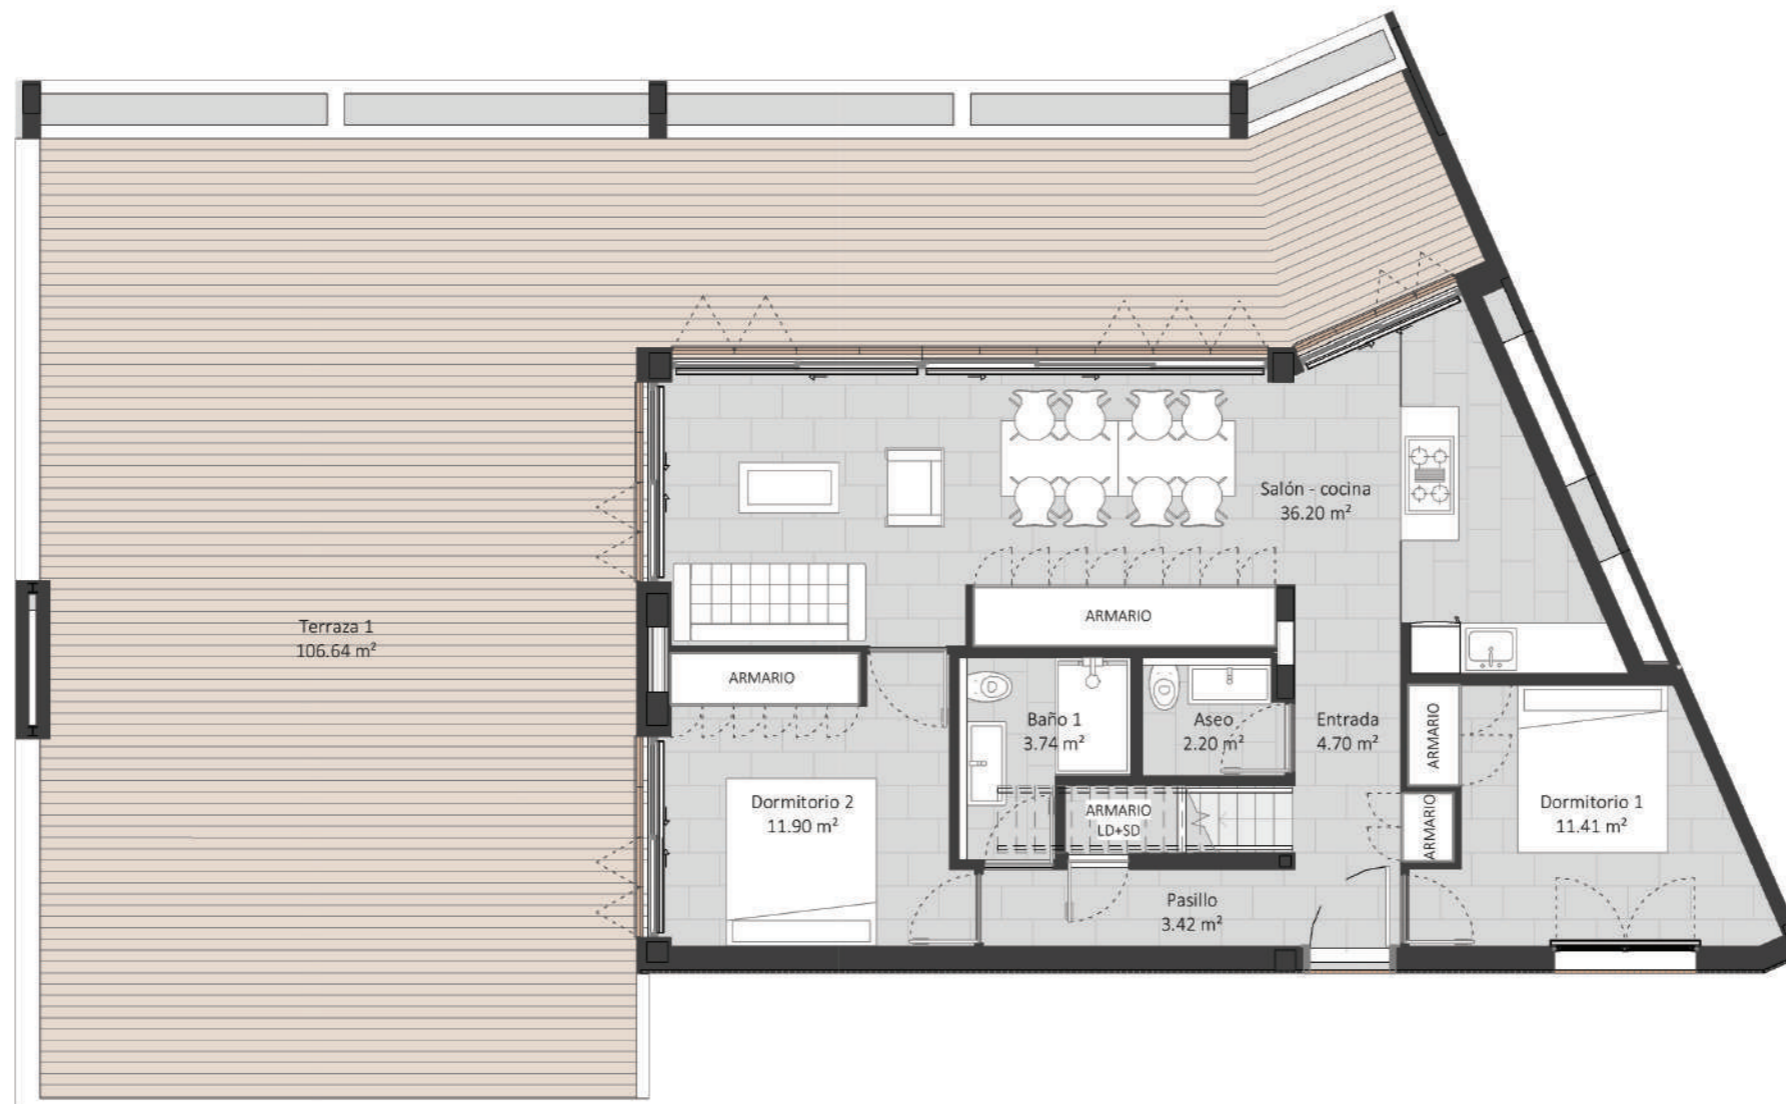 Salón - cocina
36.20 m²
ARMARIO
Terraza 1
106.64 m²
ARMARIO
Baño 1
3.74 m²
Aseo
2.20 m²
Entrada
4.70 m²
ARMARIO
Dormitorio 2
11.90 m²
ARMARIO
LD+SD
ARMARIO
Dormitorio 1
11.41 m²
Pasillo
3.42 m²